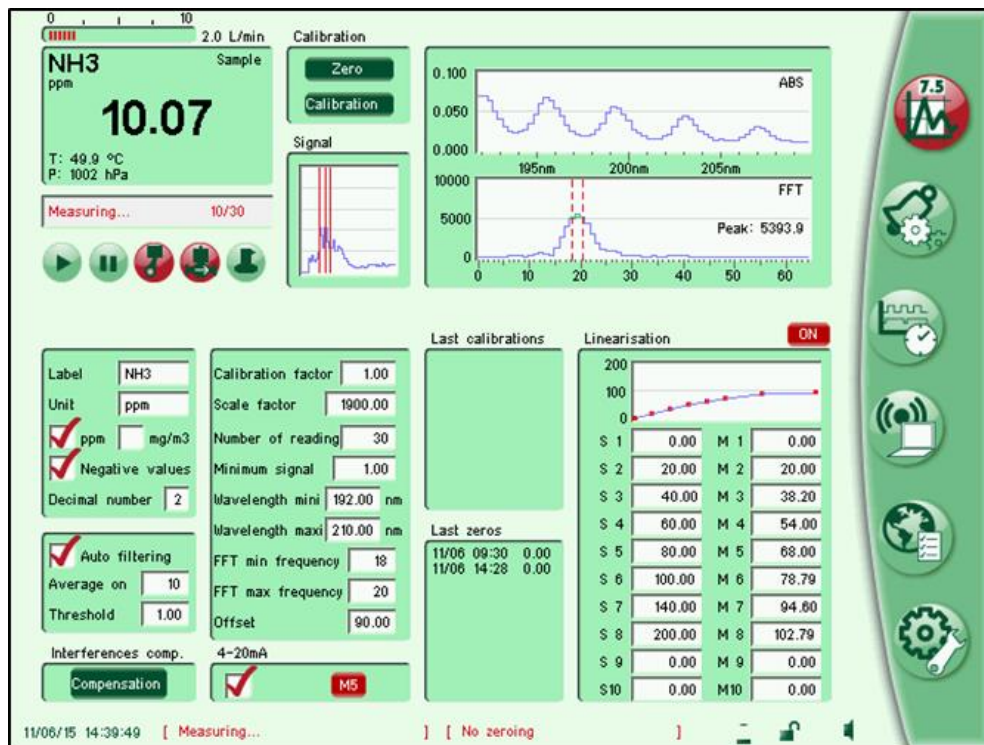 0 10
2.0 L/min
NH3 Sample
ppm
10.07
T: 49.9 ºC
P: 1002 hPa
Measuring... 10/30
Calibration
Zero
Calibration
Signal
ABS
0.100
0.050
0.000
195nm 200nm 205nm
FFT
10000
5000
0
Peak: 5393.9
0 10 20 30 40 50 60
7.5
Label NH3
Unit ppm
ppm mg/m3
Negative values
Decimal number 2
Auto filtering
Average on 10
Threshold 1.00
Interferences comp.
Compensation
Calibration factor 1.00
Scale factor 1900.00
Number of reading 30
Minimum signal 1.00
Wavelength mini 192.00 nm
Wavelength maxi 210.00 nm
FFT min frequency 18
FFT max frequency 20
Offset 90.00
4-20mA
M5
Last calibrations
Last zeros
11/06 09:30 0.00
11/06 14:28 0.00
Linearisation ON
200
100
0
S 1 0.00 M 1 0.00
S 2 20.00 M 2 20.00
S 3 40.00 M 3 38.20
S 4 60.00 M 4 54.00
S 5 80.00 M 5 68.00
S 6 100.00 M 6 78.79
S 7 140.00 M 7 94.60
S 8 200.00 M 8 102.79
S 9 0.00 M 9 0.00
S10 0.00 M10 0.00
11/06/15 14:39:49 [ Measuring... ] [ No zeroing ]